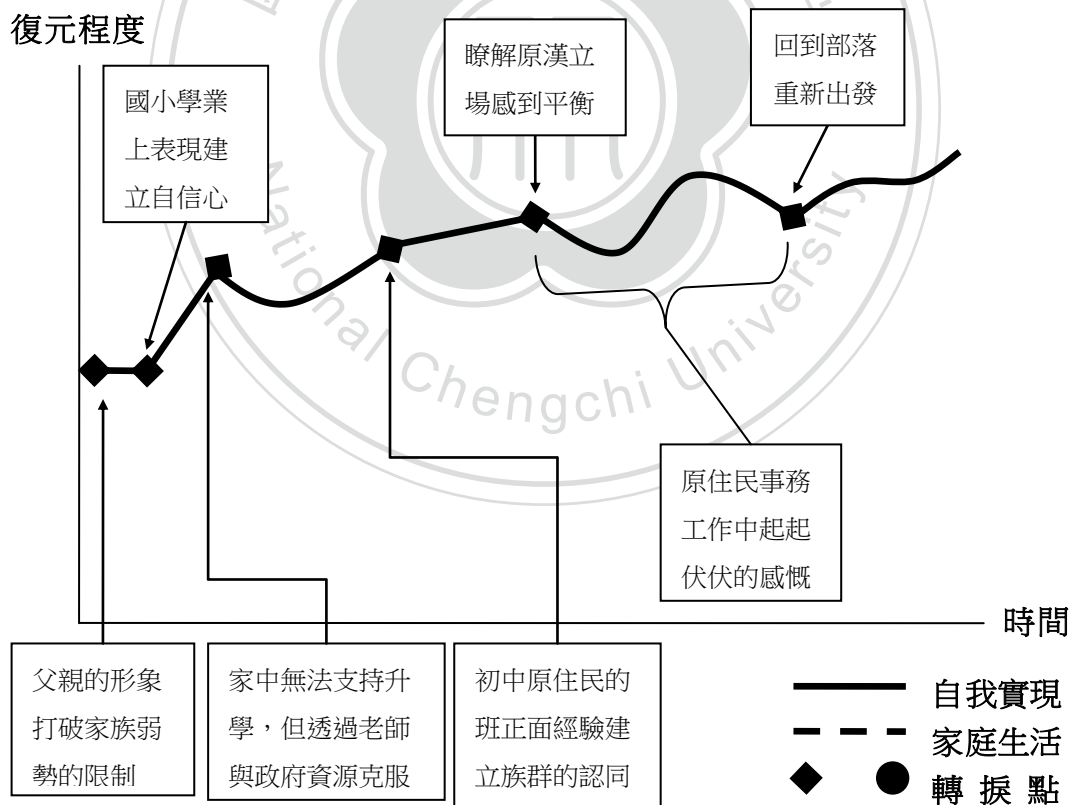 復元程度
瞭解原漢立
場感到平衡
回到部落
重新出發
國小學業
上表現建
立自信心
National Chengchi University
原住民事務
工作中起起
伏伏的感慨
時間
父親的形象
打破家族弱
勢的限制
家中無法支持升
學，但透過老師
與政府資源克服
初中原住民的
班正面經驗建
立族群的認同
自我實現
家庭生活
轉捩點